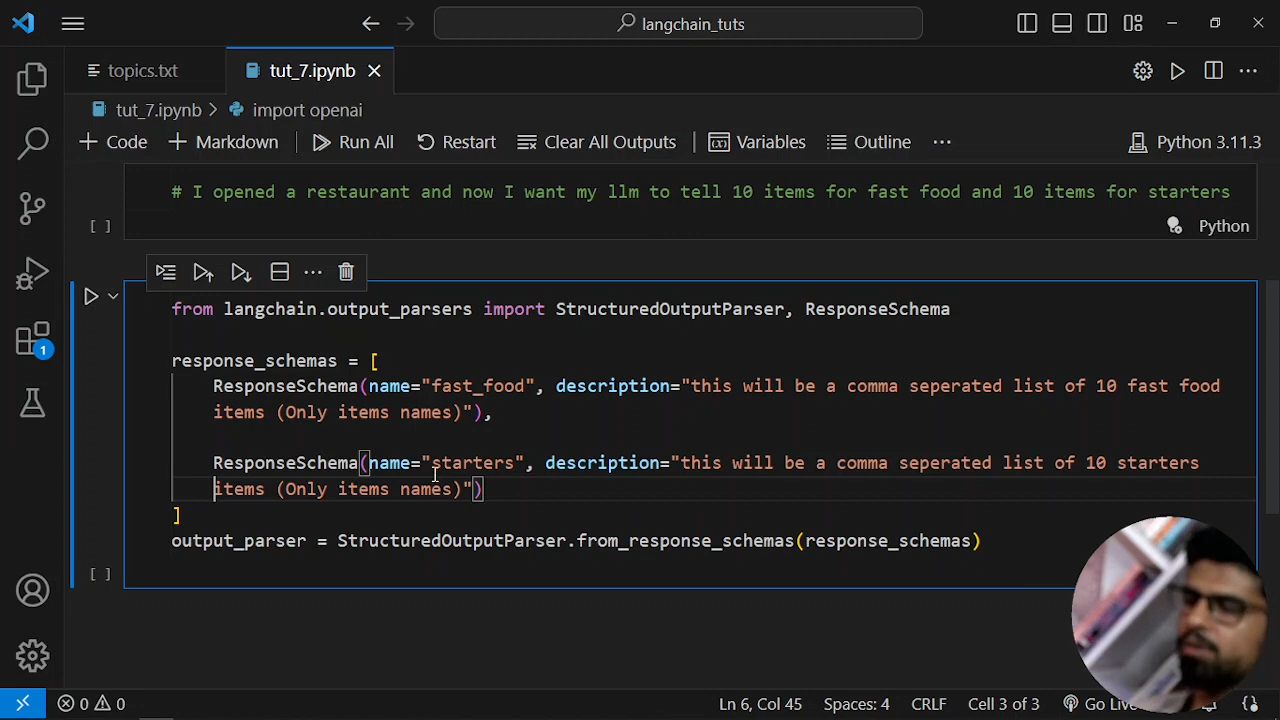 langchain_tuts
topics.txt
tut_7.ipynb
tut_7.ipynb > import openai
Code
Markdown
Run All
Restart
Clear All Outputs
Variables
Outline
Python 3.11.3
# I opened a restaurant and now I want my llm to tell 10 items for fast food and 10 items for starters
[ ]
Python
from langchain.output_parsers import StructuredOutputParser, ResponseSchema
response_schemas = [
ResponseSchema(name="fast_food", description="this will be a comma seperated list of 10 fast food
items (Only items names)"),
ResponseSchema(name="starters", description="this will be a comma seperated list of 10 starters
items (Only items names)")
]
output_parser = StructuredOutputParser.from_response_schemas(response_schemas)
[ ]
1
0 0
Ln 6, Col 45
Spaces: 4
CRLF
Cell 3 of 3
Go Live